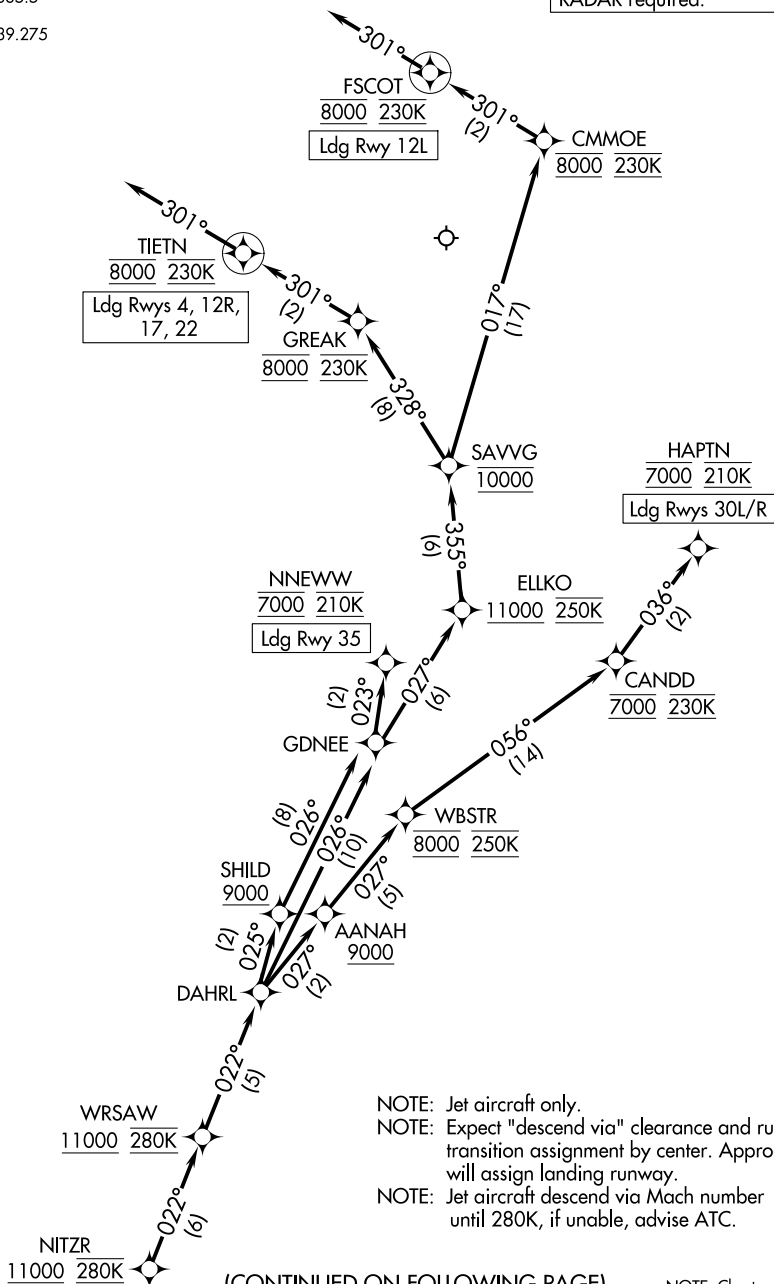 89.275
RADAR required.
301°
FSCOT
8000 230K
Ldg Rwy 12L
301°
(2)
CMMOE
8000 230K
301°
TIETN
8000 230K
Ldg Rwys 4, 12R,
17, 22
301°
(2)
GREAK
8000 230K
017°
(17)
328°
(8)
SAVVG
10000
HAPTN
7000 210K
Ldg Rwys 30L/R
355°
(6)
NNEWW
7000 210K
Ldg Rwy 35
ELLKO
11000 250K
036°
(2)
023°
(2)
027°
(6)
CANDD
7000 230K
GDNEE
056°
(14)
026°
(8)
026°
(10)
WBSTR
8000 250K
SHILD
9000
027°
(5)
AANAH
9000
025°
(2)
027°
(2)
DAHRL
022°
(5)
WRSAW
11000 280K
NOTE: Jet aircraft only.
NOTE: Expect "descend via" clearance and
transition assignment by center.
will assign landing runway.
NOTE: Jet aircraft descend via Mach number
until 280K, if unable, advise ATC.
022°
(6)
NITZR
11000 280K
(CONTINUED ON FOLLOWING PAGE)
NOTE: